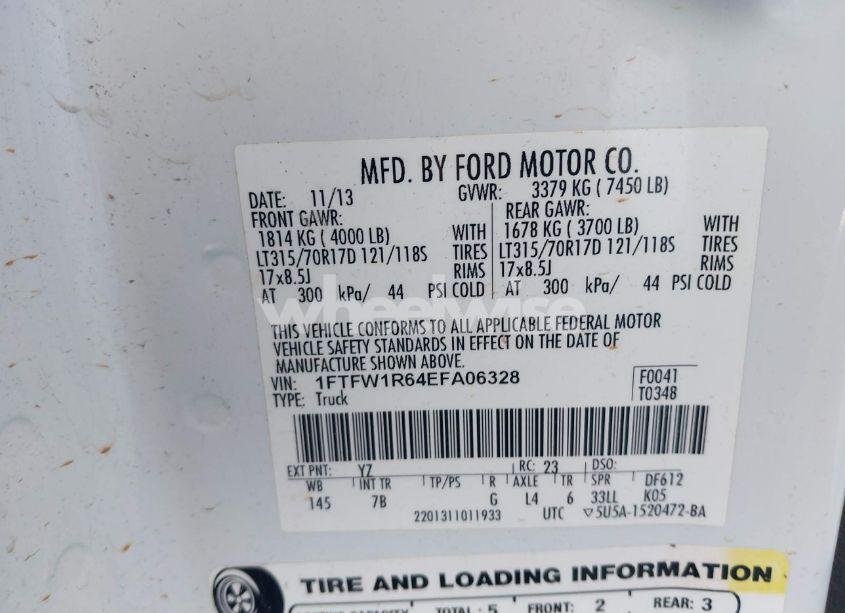 MFD. BY FORD MOTOR CO.
DATE: 11/13 GVWR: 3379 KG ( 7450 LB)
FRONT GAWR: REAR GAWR:
1814 KG ( 4000 LB) WITH 1678 KG ( 3700 LB) WITH
LT315/70R17D 121/118S TIRES LT315/70R17D 121/118S TIRES
17x8.5J RIMS 17x8.5J RIMS
AT 300 kPa/ 44 PSI COLD AT 300 kPa/ 44 PSI COLD
wheelwise
THIS VEHICLE CONFORMS TO ALL APPLICABLE FEDERAL MOTOR
VEHICLE SAFETY STANDARDS IN EFFECT ON THE DATE OF
MANUFACTURE SHOWN ABOVE.
VIN: 1FTFW1R64EFA06328 F0041
TYPE: Truck T0348
EXT PNT: YZ RC: 23 DSO:
WB INT TR TP/PS R AXLE TR SPR DF612
145 7B G L4 6 33LL K05
2201311011933 UTC ▽5U5A-1520472-BA
TIRE AND LOADING INFORMATION
SEATING CAPACITY TOTAL : 5 FRONT: 2 REAR: 3